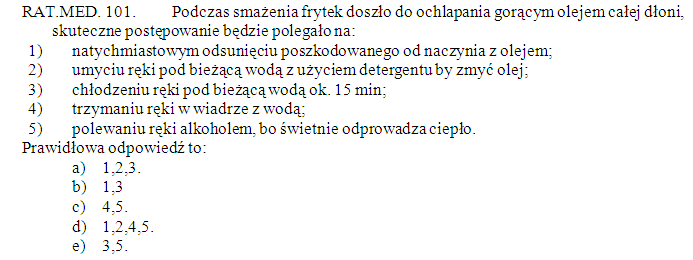 RAT.MED. 101. Podczas smażenia frytek doszło do ochlapania gorącym olejem całej dłoni,
skuteczne postępowanie będzie polegało na:
1) natychmiastowym odsunięciu poszkodowanego od naczynia z olejem;
2) umyciu ręki pod bieżącą wodą z użyciem detergentu by zmyć olej;
3) chłodzeniu ręki pod bieżącą wodą ok. 15 min;
4) trzymaniu ręki w wiadrze z wodą;
5) polewaniu ręki alkoholem, bo świetnie odprowadza ciepło.
Prawidłowa odpowiedź to:
a) 1,2,3.
b) 1,3
c) 4,5.
d) 1,2,4,5.
e) 3,5.